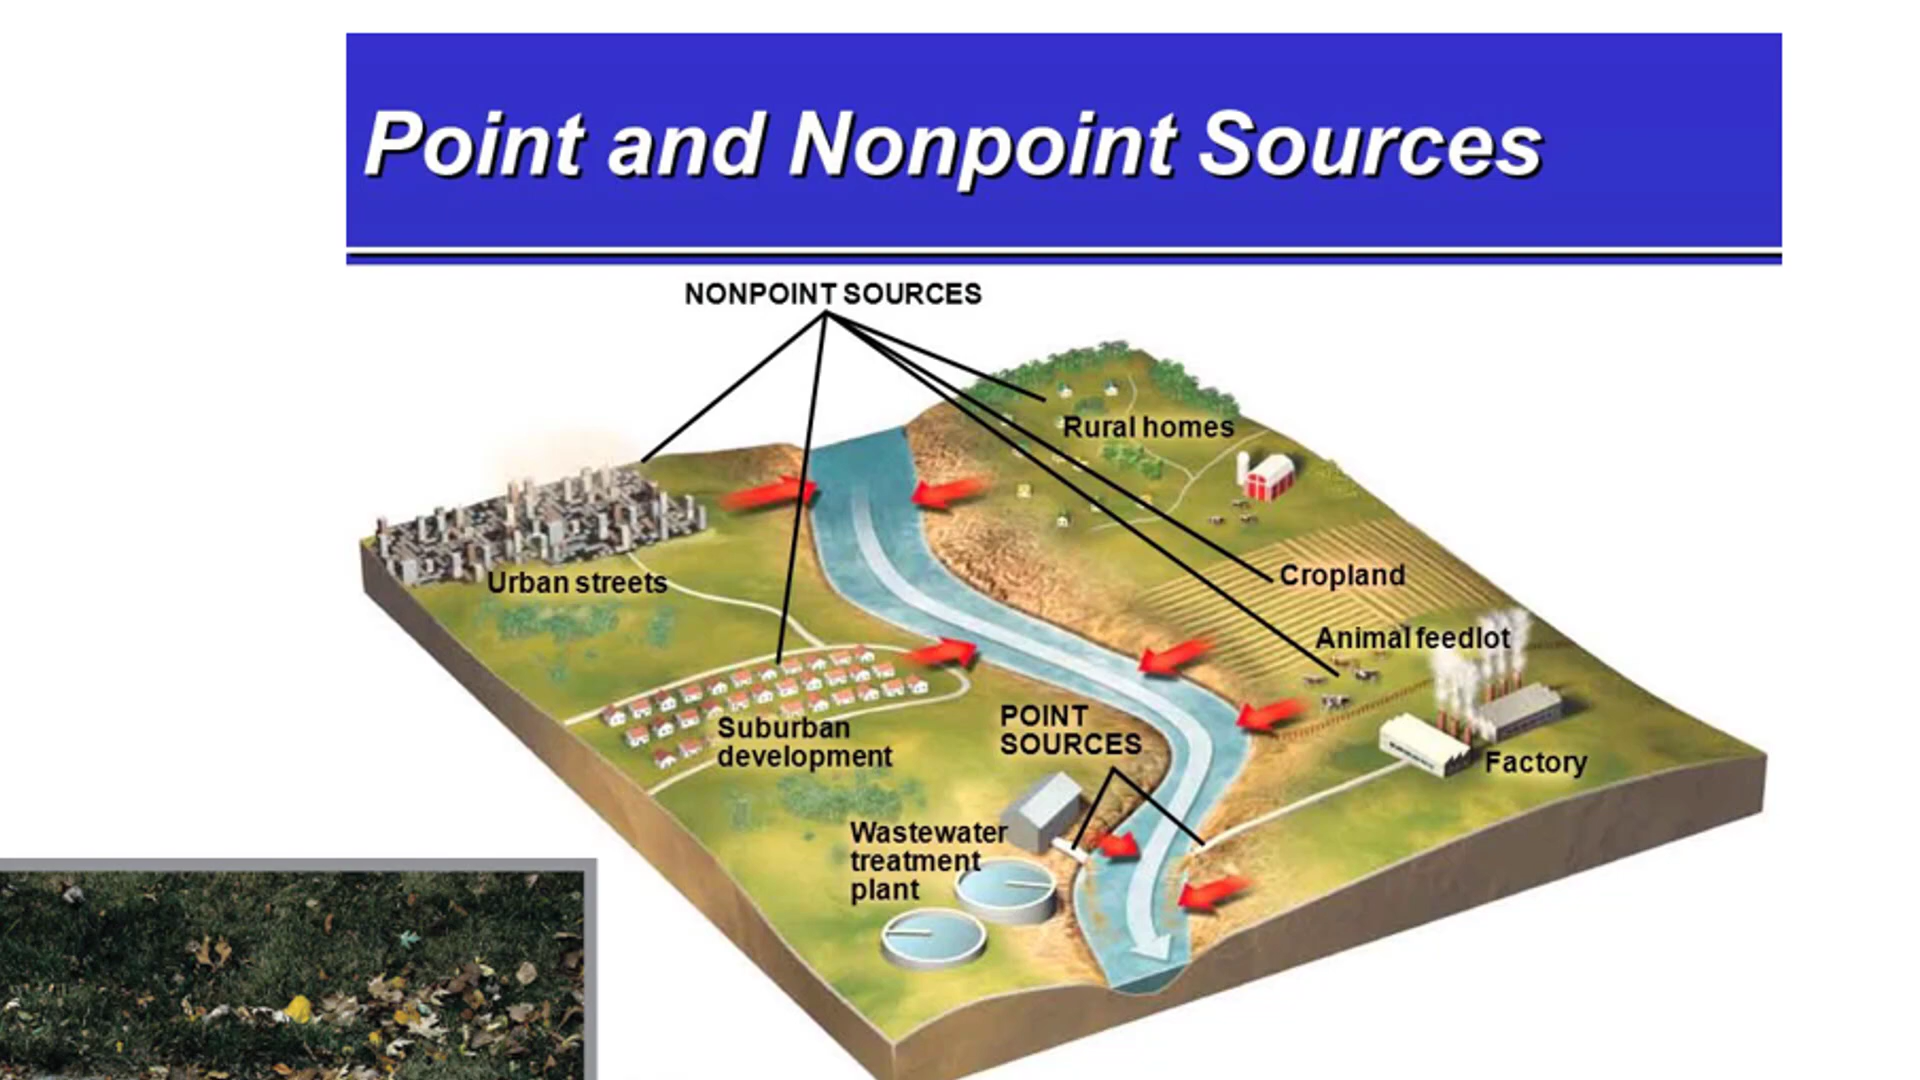 Point and Nonpoint Sources
NONPOINT SOURCES
Rural homes
Urban streets
Cropland
Animal feedlot
Suburban
development
POINT
SOURCES
Factory
Wastewater
treatment
plant